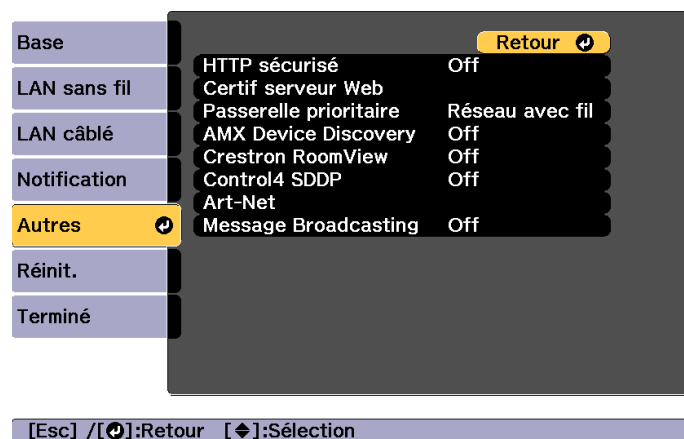 Base
LAN sans fil
LAN câblé
Notification
Autres
Réinit.
Terminé
Retour
HTTP sécurisé Off
Certif serveur Web
Passerelle prioritaire Réseau avec fil
AMX Device Discovery Off
Crestron RoomView Off
Control4 SDDP Off
Art-Net
Message Broadcasting Off
[Esc] /[⏎]:Retour [◆]:Sélection